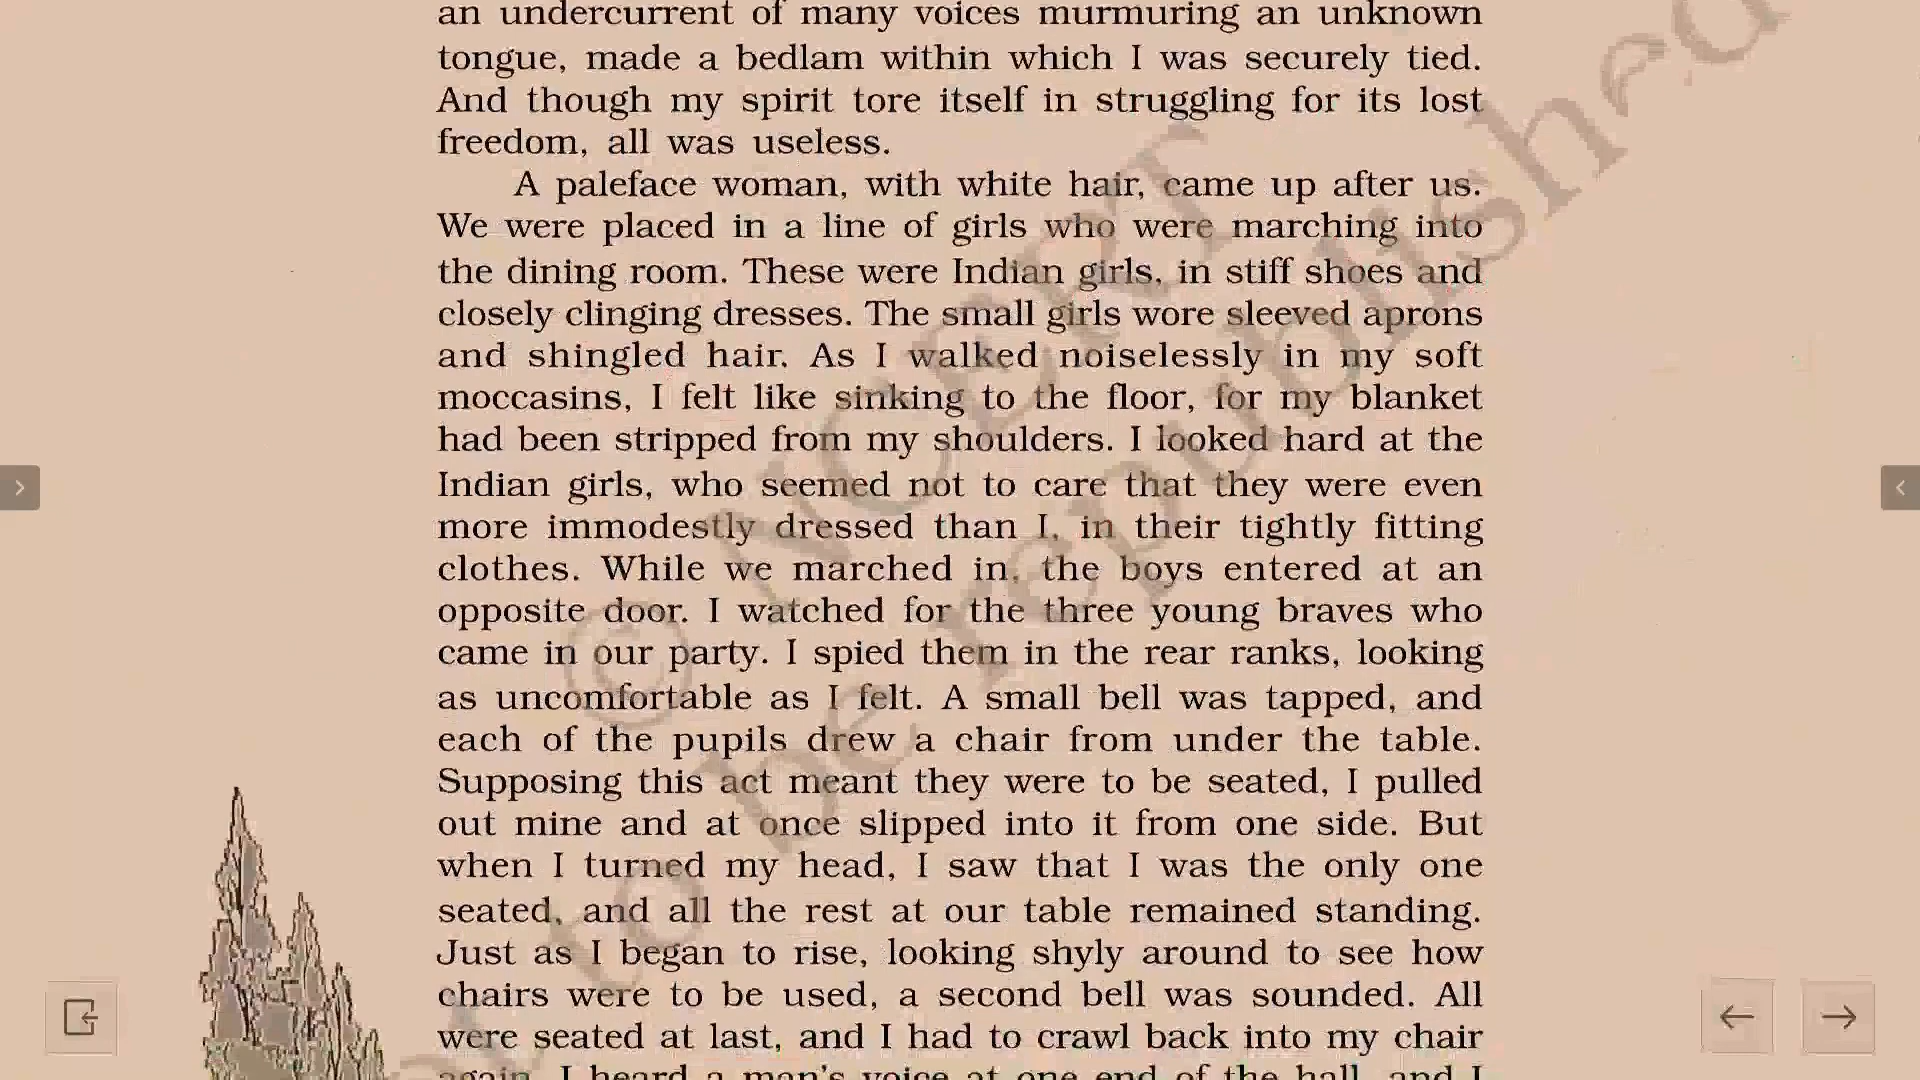 an undercurrent of many voices murmuring an unknown
tongue, made a bedlam within which I was securely tied.
And though my spirit tore itself in struggling for its lost
freedom, all was useless.
A paleface woman, with white hair, came up after us.
We were placed in a line of girls who were marching into
the dining room. These were Indian girls, in stiff shoes and
closely clinging dresses. The small girls wore sleeved aprons
and shingled hair. As I walked noiselessly in my soft
moccasins, I felt like sinking to the floor, for my blanket
had been stripped from my shoulders. I looked hard at the
Indian girls, who seemed not to care that they were even
more immodestly dressed than I, in their tightly fitting
clothes. While we marched in, the boys entered at an
opposite door. I watched for the three young braves who
came in our party. I spied them in the rear ranks, looking
as uncomfortable as I felt. A small bell was tapped, and
each of the pupils drew a chair from under the table.
Supposing this act meant they were to be seated, I pulled
out mine and at once slipped into it from one side. But
when I turned my head, I saw that I was the only one
seated, and all the rest at our table remained standing.
Just as I began to rise, looking shyly around to see how
chairs were to be used, a second bell was sounded. All
were seated at last, and I had to crawl back into my chair
again. I heard a man's voice at one end of the hall, and I
© NCERT
to be republished